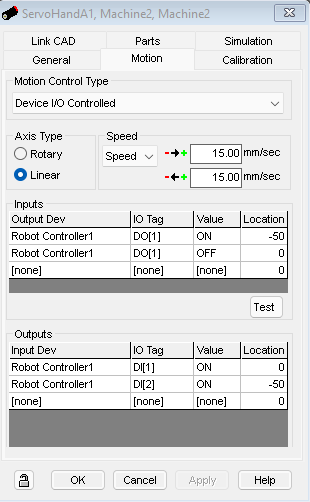 ServoHandA1, Machine2, Machine2
Link CAD Parts Simulation
General Motion Calibration
Motion Control Type
Device I/O Controlled
Axis Type
Rotary
Linear
Speed
Speed
15.00 mm/sec
15.00 mm/sec
Inputs
Output Dev IO Tag Value Location
Robot Controller1 DO[1] ON -50
Robot Controller1 DO[1] OFF 0
[none] [none] [none] 0
Test
Outputs
Input Dev IO Tag Value Location
Robot Controller1 DI[1] ON 0
Robot Controller1 DI[2] ON -50
[none] [none] [none] 0
OK Cancel Apply Help